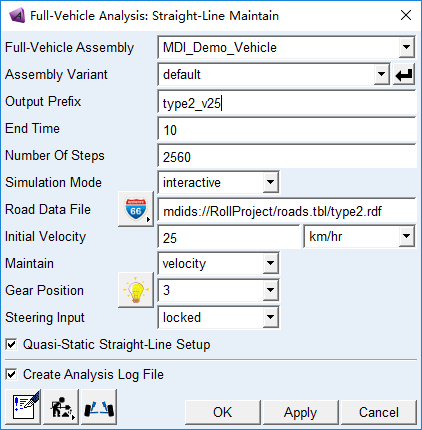 Full-Vehicle Analysis: Straight-Line Maintain
Full-Vehicle Assembly MDI_Demo_Vehicle
Assembly Variant default
Output Prefix type2_v25
End Time 10
Number Of Steps 2560
Simulation Mode interactive
Road Data File 66 mdids://RollProject/roads.tbl/type2.rdf
Initial Velocity 25 km/hr
Maintain velocity
Gear Position 3
Steering Input locked
Quasi-Static Straight-Line Setup
Create Analysis Log File
OK Apply Cancel